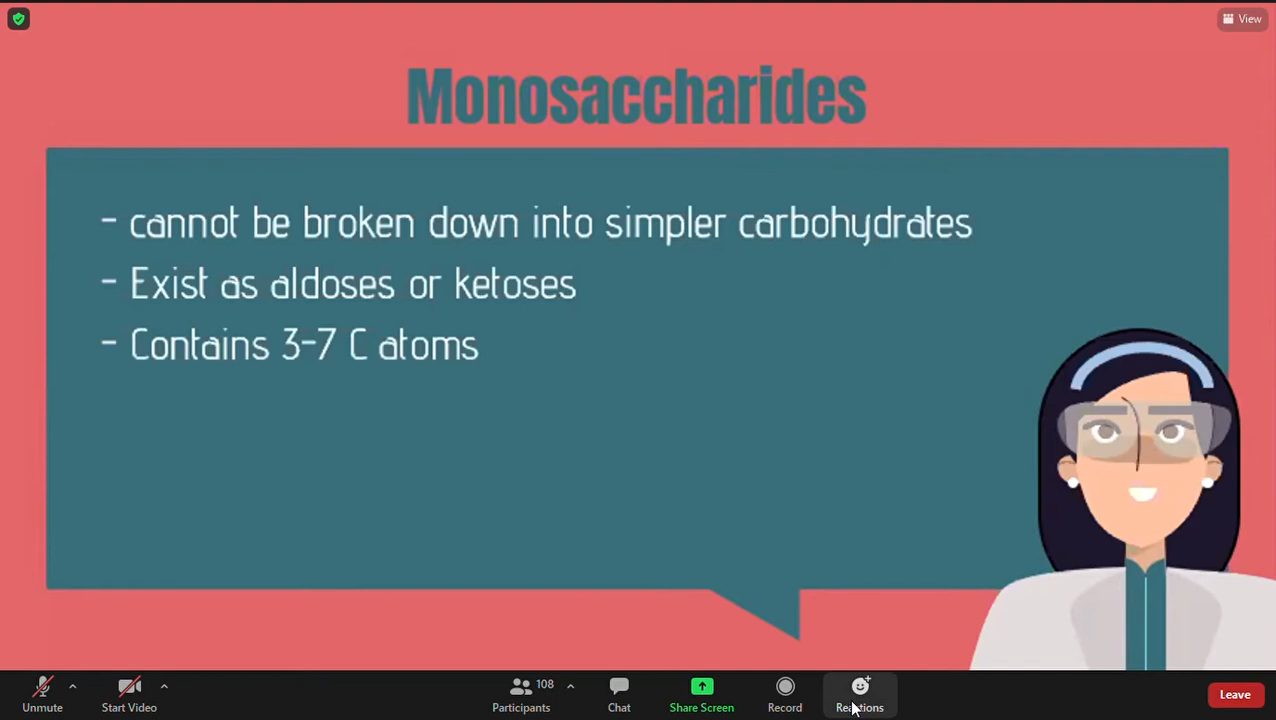 View
Monosaccharides
- cannot be broken down into simpler carbohydrates
- Exist as aldoses or ketoses
- Contains 3-7 C atoms
Unmute
Start Video
108
Participants
Chat
Share Screen
Record
Reactions
Leave